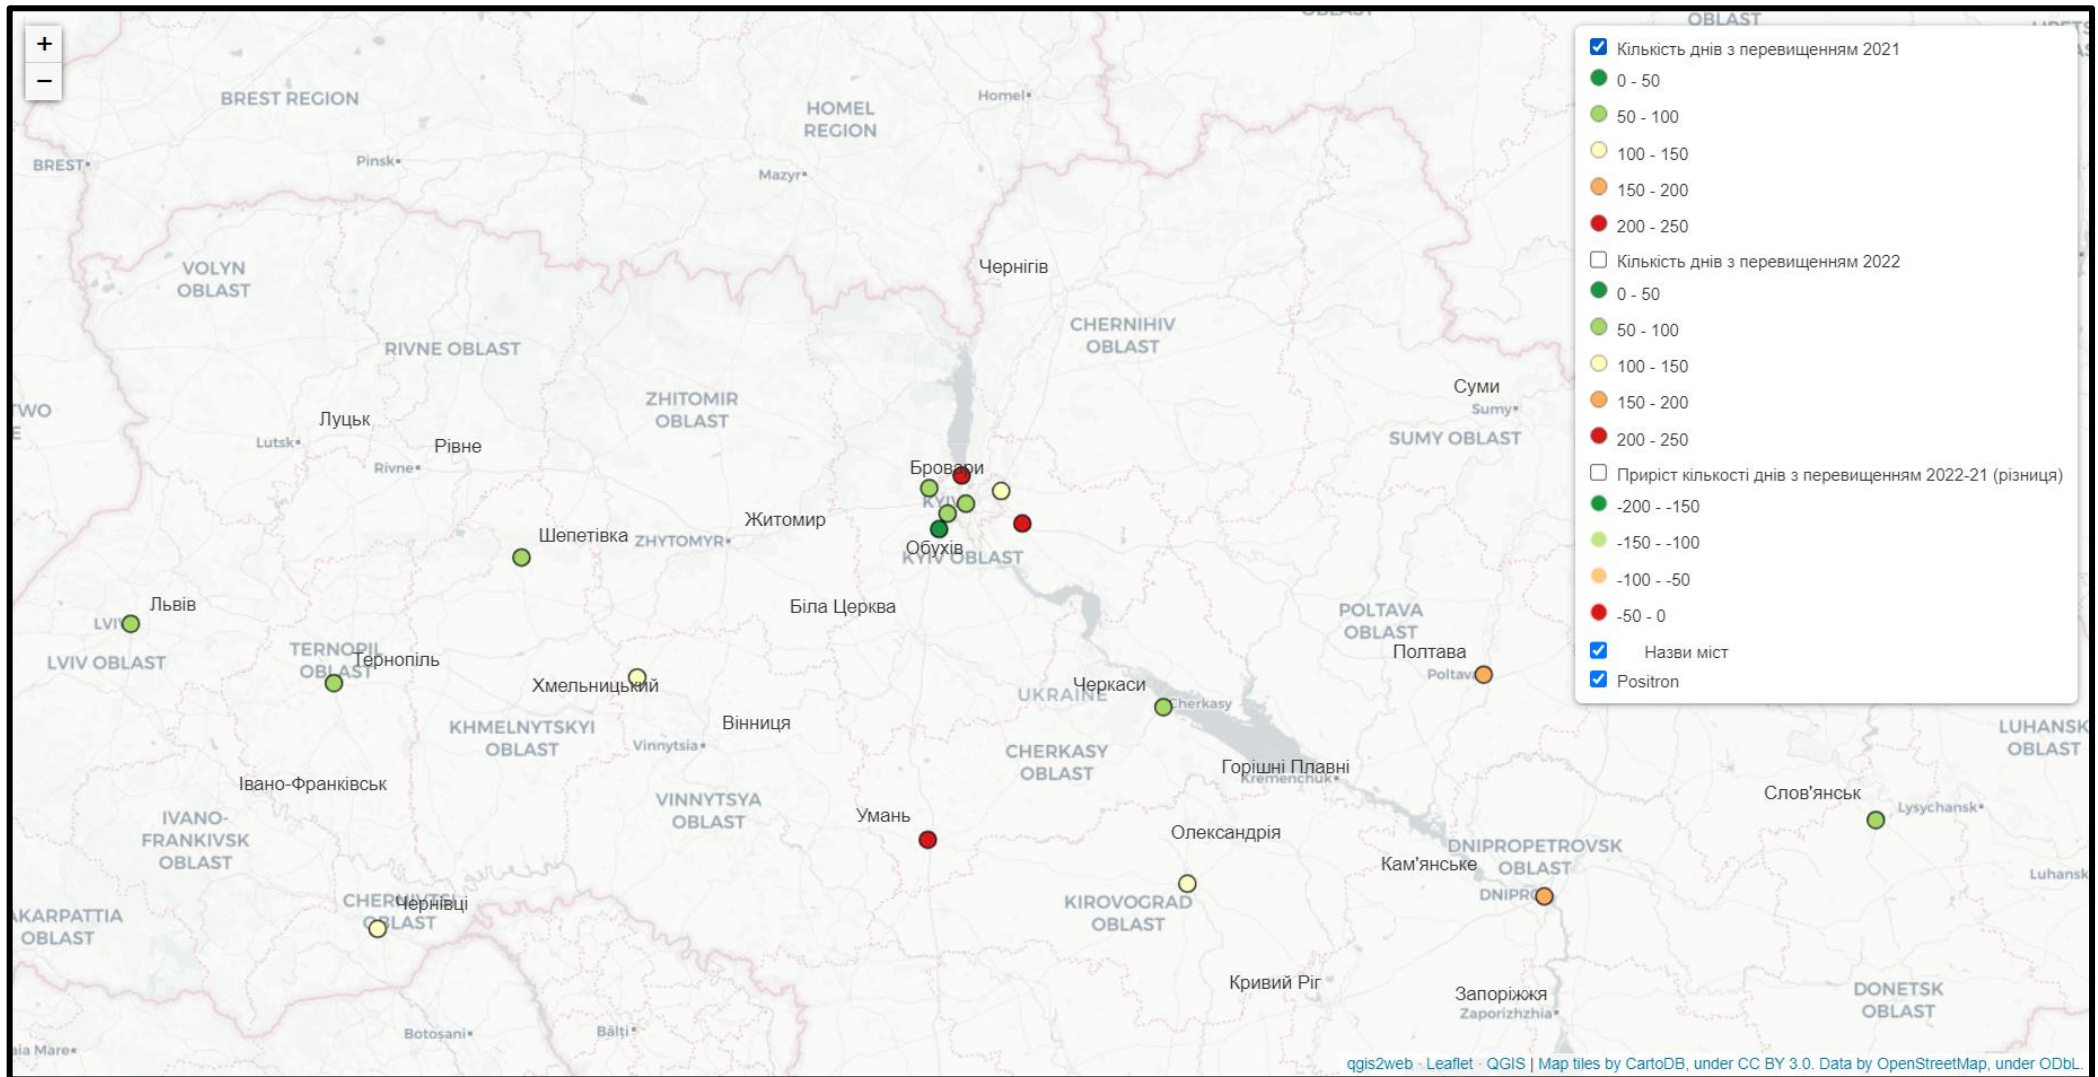 +
−
OBLAST
BREST REGION
HOMEL
REGION
Homel
BREST
Pinsk
Mazyr
Чернігів
VOLYN
OBLAST
CHERNIHIV
OBLAST
RIVNE OBLAST
ZHITOMIR
OBLAST
Суми
Sumy
SUMY OBLAST
Луцьк
Lutsk
Рівне
Rivne
Бровари
Житомир
ZHYTOMYR
Шепетівка
Обухів
KYIV OBLAST
Львів
LVIV OBLAST
TERNOPIL
OBLAST
Тернопіль
Біла Церква
POLTAVA
OBLAST
Полтава
Poltava
Хмельницький
KHMELNYTSKYI
OBLAST
Вінниця
Vinnytsia
UKRAINE
Черкаси
Cherkasy
CHERKASY
OBLAST
Горішні Плавні
Kremenchuk
Івано-Франківськ
IVANO-
FRANKIVSK
OBLAST
VINNYTSYA
OBLAST
Умань
Олександрія
Кам'янське
DNIPROPETROVSK
OBLAST
Слов'янськ
Lysychansk
LUHANSK
OBLAST
Luhansk
Чернівці
OBLAST
KIROVOGRAD
OBLAST
Кривий Ріг
Запоріжжя
Zaporizhzhia
DONETSK
OBLAST
AKARPATTIA
OBLAST
Botoșani
Bălți
aia Mare
OBLAST
Кількість днів з перевищенням 2021
0 - 50
50 - 100
100 - 150
150 - 200
200 - 250
Кількість днів з перевищенням 2022
0 - 50
50 - 100
100 - 150
150 - 200
200 - 250
Приріст кількості днів з перевищенням 2022-21 (різниця)
-200 - -150
-150 - -100
-100 - -50
-50 - 0
Назви міст
Positron
qgis2web · Leaflet · QGIS | Map tiles by CartoDB, under CC BY 3.0. Data by OpenStreetMap, under ODbL.